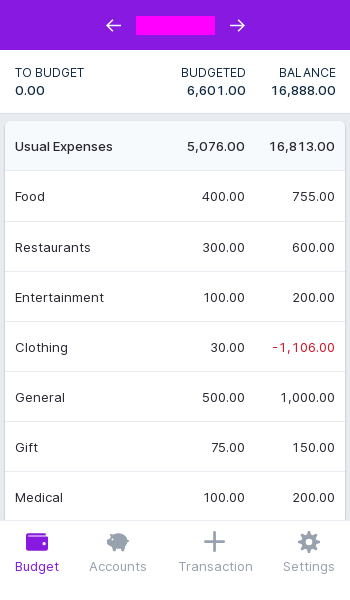 TO BUDGET BUDGETED BALANCE
0.00 6,601.00 16,888.00
Usual Expenses 5,076.00 16,813.00
Food 400.00 755.00
Restaurants 300.00 600.00
Entertainment 100.00 200.00
Clothing 30.00 -1,106.00
General 500.00 1,000.00
Gift 75.00 150.00
Medical 100.00 200.00
Budget Accounts Transaction Settings